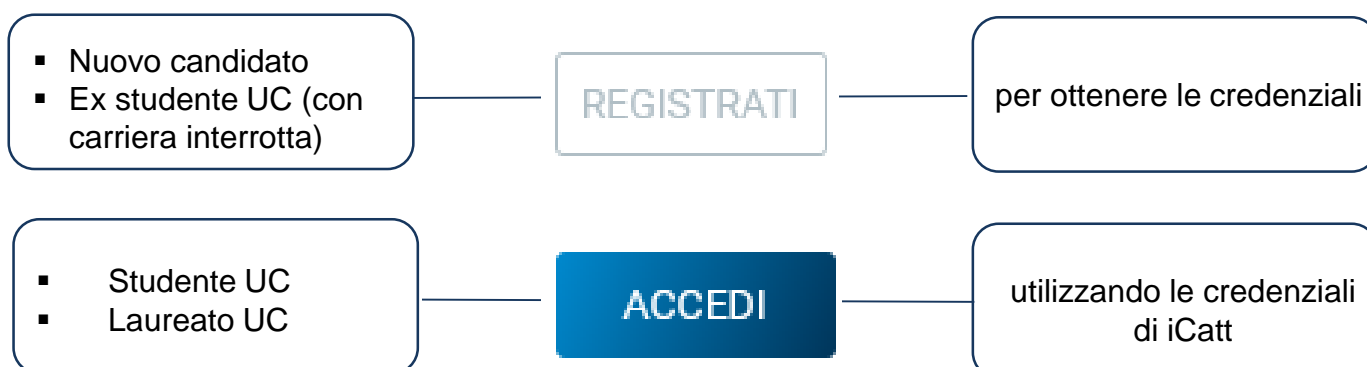 ▪ Nuovo candidato
▪ Ex studente UC (con
carriera interrotta)
REGISTRATI
per ottenere le credenziali
▪ Studente UC
▪ Laureato UC
ACCEDI
utilizzando le credenziali
di iCatt